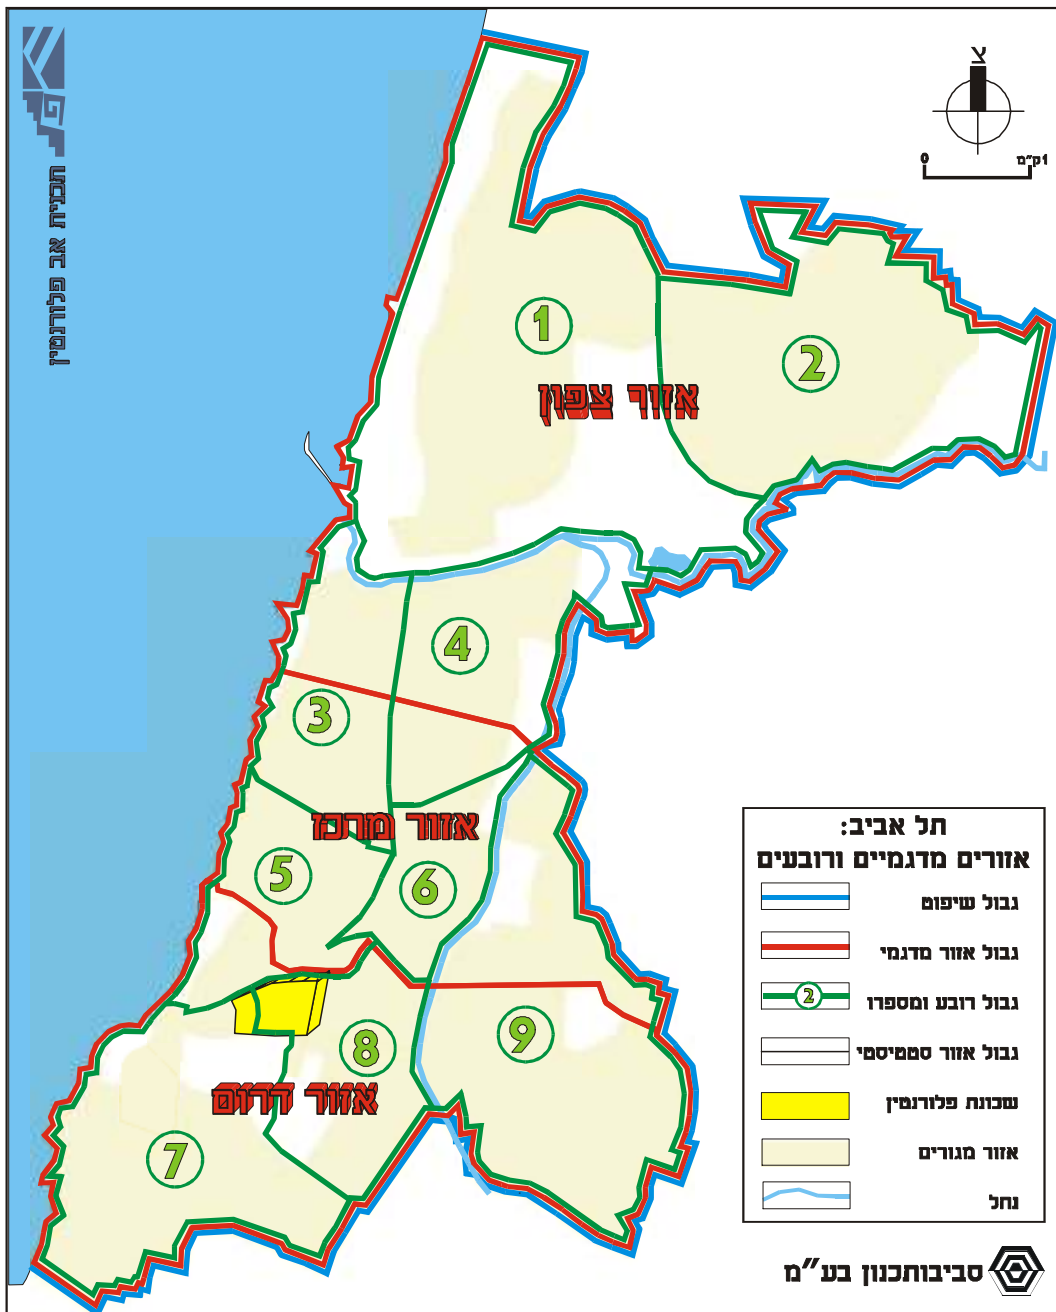 תכנית אב פלורנטין
צ
0 1ק"מ
1
2
אזור צפון
4
3
אזור מרכז
5
6
8
9
אזור דרום
7
תל אביב:
אזורים מדגמיים ורובעים
גבול שיפוט
גבול אזור מדגמי
2 גבול רובע ומספרו
גבול אזור סטטיסטי
שכונת פלורנטין
אזור מגורים
נחל
סביבותכנון בע"מ